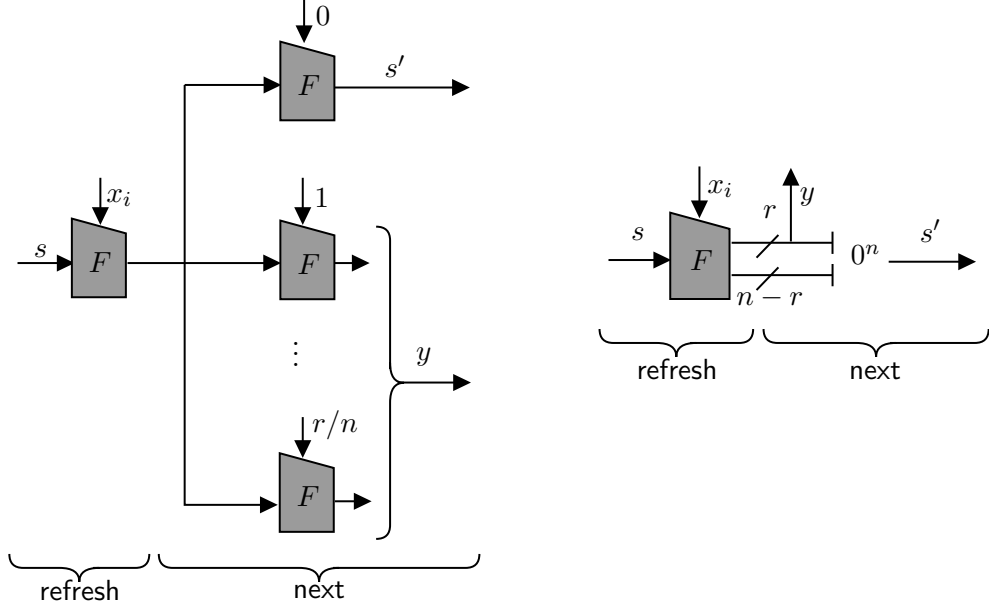 0
F
s′
x_i
s
F
1
F
⋮
y
r/n
F
refresh
next
x_i
s
F
r
y
n − r
0^n
s′
refresh
next